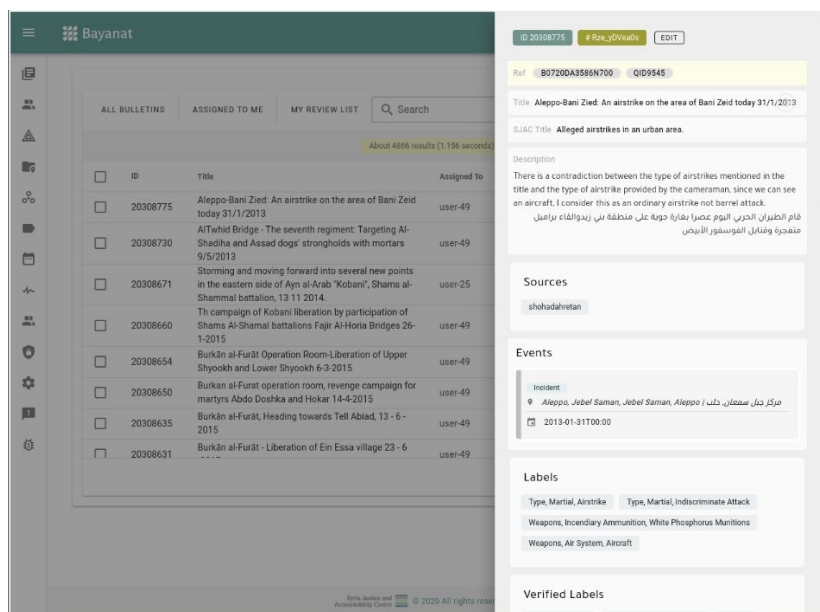 Bayanat
ALL BULLETINS
ASSIGNED TO ME
MY REVIEW LIST
Search
About 4866 results (1.156 seconds)
ID
Title
Assigned To
20308775
Aleppo-Bani Zied: An airstrike on the area of Bani Zeid
today 31/1/2013
user-49
20308730
AlTwhid Bridge - The seventh regiment: Targeting Al-
Shadiha and Assad dogs' strongholds with mortars
9/5/2013
user-49
20308671
Storming and moving forward into several new points
in the eastern side of Ayn al-Arab "Kobani", Shams al-
Shammal battalion, 13 11 2014.
user-25
20308660
Th campaign of Kobani liberation by participation of
Shams Al-Shamal battalions Fajir Al-Horia Bridges 26-
1-2015
user-49
20308654
Burkān al-Furāt Operation Room-Liberation of Upper
Shyookh and Lower Shyookh 6-3-2015
user-49
20308650
Burkan al-Furat operation room, revenge campaign for
martyrs Abdo Doshka and Hokar 14-4-2015
user-49
20308635
Burkān al-Furāt, Heading towards Tell Abiad, 13 - 6 -
2015
user-49
20308631
Burkān al-Furāt - Liberation of Ein Essa village 23 - 6
user-49
Syria Justice and
Accountability Centre
© 2020 All rights reser
ID 20308775
# Rze_yDVea0s
EDIT
Ref B0720DA3586N700 QID9545
Title Aleppo-Bani Zied: An airstrike on the area of Bani Zeid today 31/1/2013
SJAC Title Alleged airstrikes in an urban area.
Description
There is a contradiction between the type of airstrikes mentioned in the
title and the type of airstrike provided by the cameraman, since we can see
an aircraft, I consider this as an ordinary airstrike not barrel attack.
قام الطيران الحربي اليوم عصرا بغارة جوية على منطقة بني زيدوالقاء براميل
متفجرة وقنابل الفوسفور الأبيض
Sources
shohadahretan
Events
Incident
Aleppo, Jebel Saman, Jebel Saman, Aleppo | مركز جبل سمعان, حلب
2013-01-31T00:00
Labels
Type, Martial, Airstrike
Type, Martial, Indiscriminate Attack
Weapons, Incendiary Ammunition, White Phosphorus Munitions
Weapons, Air System, Aircraft
Verified Labels